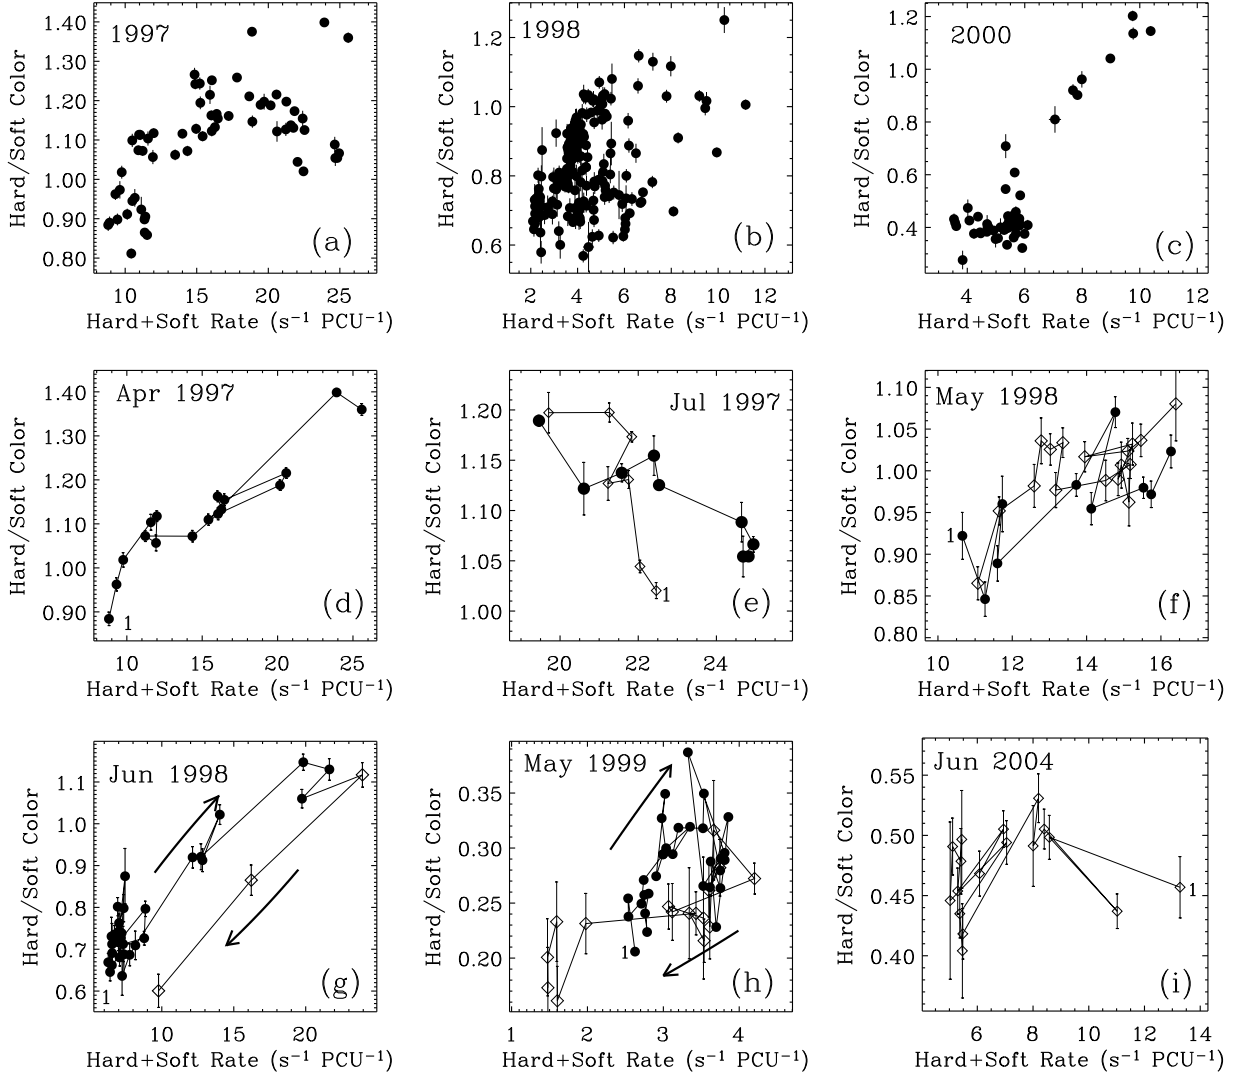 1997
(a)
1.40
1.30
1.20
1.10
1.00
0.90
0.80
Hard/Soft Color
10 15 20 25
Hard+Soft Rate (s⁻¹ PCU⁻¹)
1998
(b)
1.2
1.0
0.8
0.6
Hard/Soft Color
2 4 6 8 10 12
Hard+Soft Rate (s⁻¹ PCU⁻¹)
2000
(c)
1.2
1.0
0.8
0.6
0.4
Hard/Soft Color
4 6 8 10 12
Hard+Soft Rate (s⁻¹ PCU⁻¹)
Apr 1997
1
(d)
1.40
1.30
1.20
1.10
1.00
0.90
Hard/Soft Color
10 15 20 25
Hard+Soft Rate (s⁻¹ PCU⁻¹)
Jul 1997
1
(e)
1.20
1.15
1.10
1.05
1.00
Hard/Soft Color
20 22 24
Hard+Soft Rate (s⁻¹ PCU⁻¹)
May 1998
1
(f)
1.10
1.05
1.00
0.95
0.90
0.85
0.80
Hard/Soft Color
10 12 14 16
Hard+Soft Rate (s⁻¹ PCU⁻¹)
Jun 1998
1
(g)
1.1
1.0
0.9
0.8
0.7
0.6
Hard/Soft Color
10 15 20
Hard+Soft Rate (s⁻¹ PCU⁻¹)
May 1999
1
(h)
0.35
0.30
0.25
0.20
Hard/Soft Color
1 2 3 4
Hard+Soft Rate (s⁻¹ PCU⁻¹)
Jun 2004
1
(i)
0.55
0.50
0.45
0.40
Hard/Soft Color
6 8 10 12 14
Hard+Soft Rate (s⁻¹ PCU⁻¹)